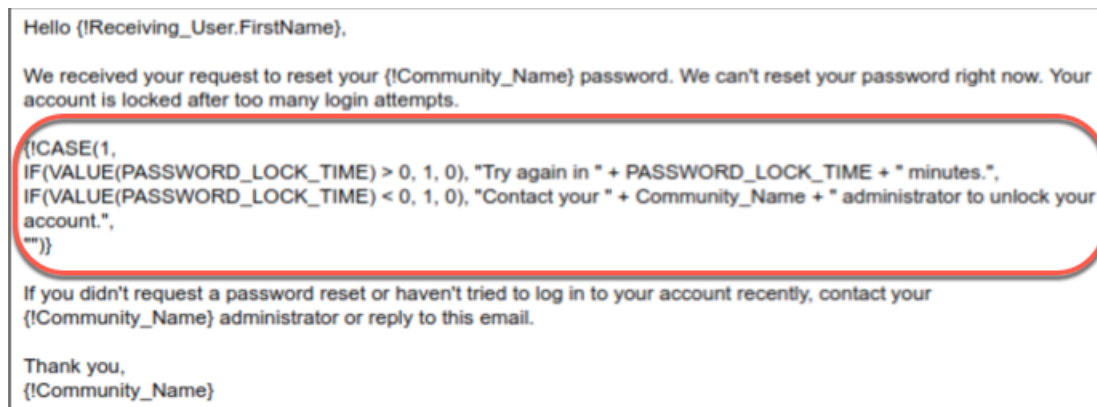 Hello {!Receiving_User.FirstName},
We received your request to reset your {!Community_Name} password. We can't reset your password right now. Your
account is locked after too many login attempts.
{!CASE(1,
IF(VALUE(PASSWORD_LOCK_TIME) > 0, 1, 0), "Try again in " + PASSWORD_LOCK_TIME + " minutes.",
IF(VALUE(PASSWORD_LOCK_TIME) < 0, 1, 0), "Contact your " + Community_Name + " administrator to unlock your
account.",
"")}
If you didn't request a password reset or haven't tried to log in to your account recently, contact your
{!Community_Name} administrator or reply to this email.
Thank you,
{!Community_Name}